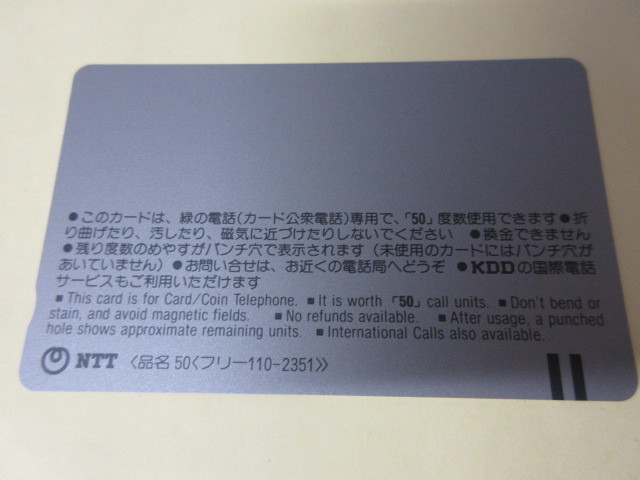 ●このカードは、緑の電話(カード公衆電話)専用で、「50」度数使用できます●折
り曲げたり、汚したり、磁気に近づけたりしないでください ●換金できません
●残り度数のめやすがパンチ穴で表示されます(未使用のカードにはパンチ穴が
あいていません)●お問い合せは、お近くの電話局へどうぞ ●KDDの国際電話
サービスもご利用いただけます
■ This card is for Card/Coin Telephone. ■ It is worth「50」call units. ■ Don't bend or
stain, and avoid magnetic fields. ■ No refunds available. ■ After usage, a punched
hole shows approximate remaining units. ■ International Calls also available.
NTT 〈品名 50〈フリー110-2351〉〉